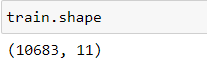 train.shape
(10683, 11)